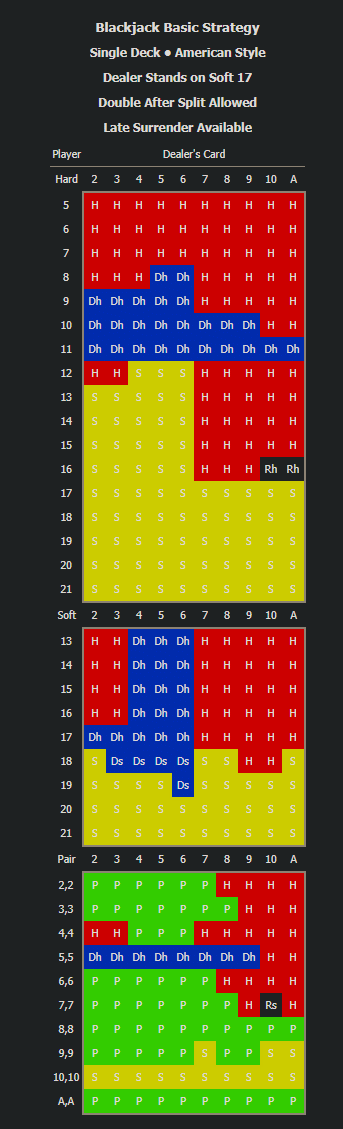 Blackjack Basic Strategy
Single Deck ● American Style
Dealer Stands on Soft 17
Double After Split Allowed
Late Surrender Available
Player Dealer's Card
Hard 2 3 4 5 6 7 8 9 10 A
5 H H H H H H H H H H
6 H H H H H H H H H H
7 H H H H H H H H H H
8 H H H Dh Dh H H H H H
9 Dh Dh Dh Dh Dh H H H H H
10 Dh Dh Dh Dh Dh Dh Dh Dh H H
11 Dh Dh Dh Dh Dh Dh Dh Dh Dh Dh
12 H H S S S H H H H H
13 S S S S S H H H H H
14 S S S S S H H H H H
15 S S S S S H H H H H
16 S S S S S H H H Rh Rh
17 S S S S S S S S S S
18 S S S S S S S S S S
19 S S S S S S S S S S
20 S S S S S S S S S S
21 S S S S S S S S S S
Soft 2 3 4 5 6 7 8 9 10 A
13 H H Dh Dh Dh H H H H H
14 H H Dh Dh Dh H H H H H
15 H H Dh Dh Dh H H H H H
16 H H Dh Dh Dh H H H H H
17 Dh Dh Dh Dh Dh H H H H H
18 S Ds Ds Ds Ds S S H H S
19 S S S S Ds S S S S S
20 S S S S S S S S S S
21 S S S S S S S S S S
Pair 2 3 4 5 6 7 8 9 10 A
2,2 P P P P P P H H H H
3,3 P P P P P P P H H H
4,4 H H P P P H H H H H
5,5 Dh Dh Dh Dh Dh Dh Dh Dh H H
6,6 P P P P P P H H H H
7,7 P P P P P P P H Rs H
8,8 P P P P P P P P P P
9,9 P P P P P S P P S S
10,10 S S S S S S S S S S
A,A P P P P P P P P P P